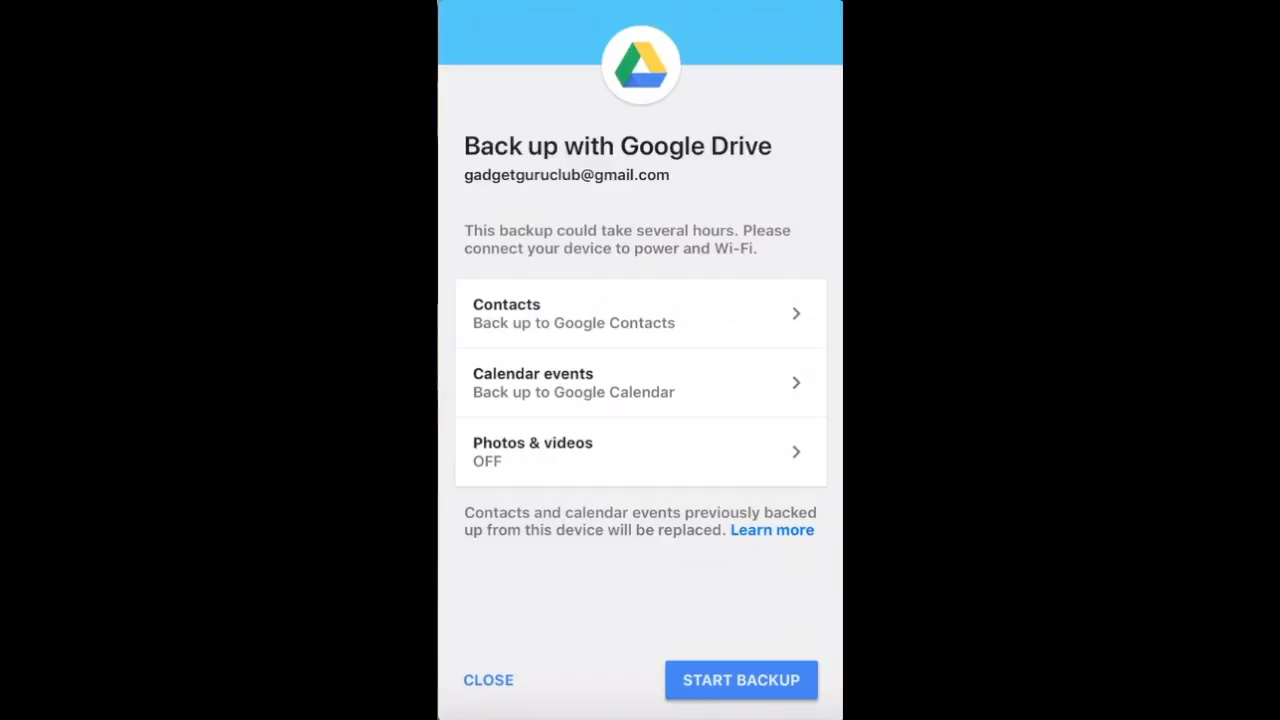 Back up with Google Drive
gadgetguruclub@gmail.com
This backup could take several hours. Please
connect your device to power and Wi-Fi.
Contacts
Back up to Google Contacts
Calendar events
Back up to Google Calendar
Photos & videos
OFF
Contacts and calendar events previously backed
up from this device will be replaced. Learn more
CLOSE
START BACKUP